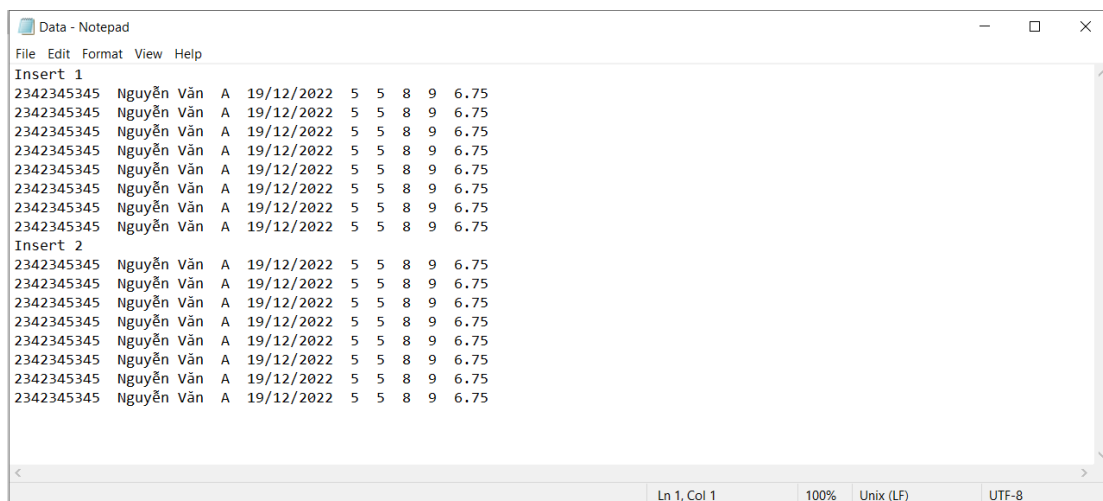 Data - Notepad
File Edit Format View Help
Insert 1
2342345345  Nguyễn Văn  A  19/12/2022  5  5  8  9  6.75
2342345345  Nguyễn Văn  A  19/12/2022  5  5  8  9  6.75
2342345345  Nguyễn Văn  A  19/12/2022  5  5  8  9  6.75
2342345345  Nguyễn Văn  A  19/12/2022  5  5  8  9  6.75
2342345345  Nguyễn Văn  A  19/12/2022  5  5  8  9  6.75
2342345345  Nguyễn Văn  A  19/12/2022  5  5  8  9  6.75
2342345345  Nguyễn Văn  A  19/12/2022  5  5  8  9  6.75
2342345345  Nguyễn Văn  A  19/12/2022  5  5  8  9  6.75
Insert 2
2342345345  Nguyễn Văn  A  19/12/2022  5  5  8  9  6.75
2342345345  Nguyễn Văn  A  19/12/2022  5  5  8  9  6.75
2342345345  Nguyễn Văn  A  19/12/2022  5  5  8  9  6.75
2342345345  Nguyễn Văn  A  19/12/2022  5  5  8  9  6.75
2342345345  Nguyễn Văn  A  19/12/2022  5  5  8  9  6.75
2342345345  Nguyễn Văn  A  19/12/2022  5  5  8  9  6.75
2342345345  Nguyễn Văn  A  19/12/2022  5  5  8  9  6.75
2342345345  Nguyễn Văn  A  19/12/2022  5  5  8  9  6.75
Ln 1, Col 1 100% Unix (LF) UTF-8